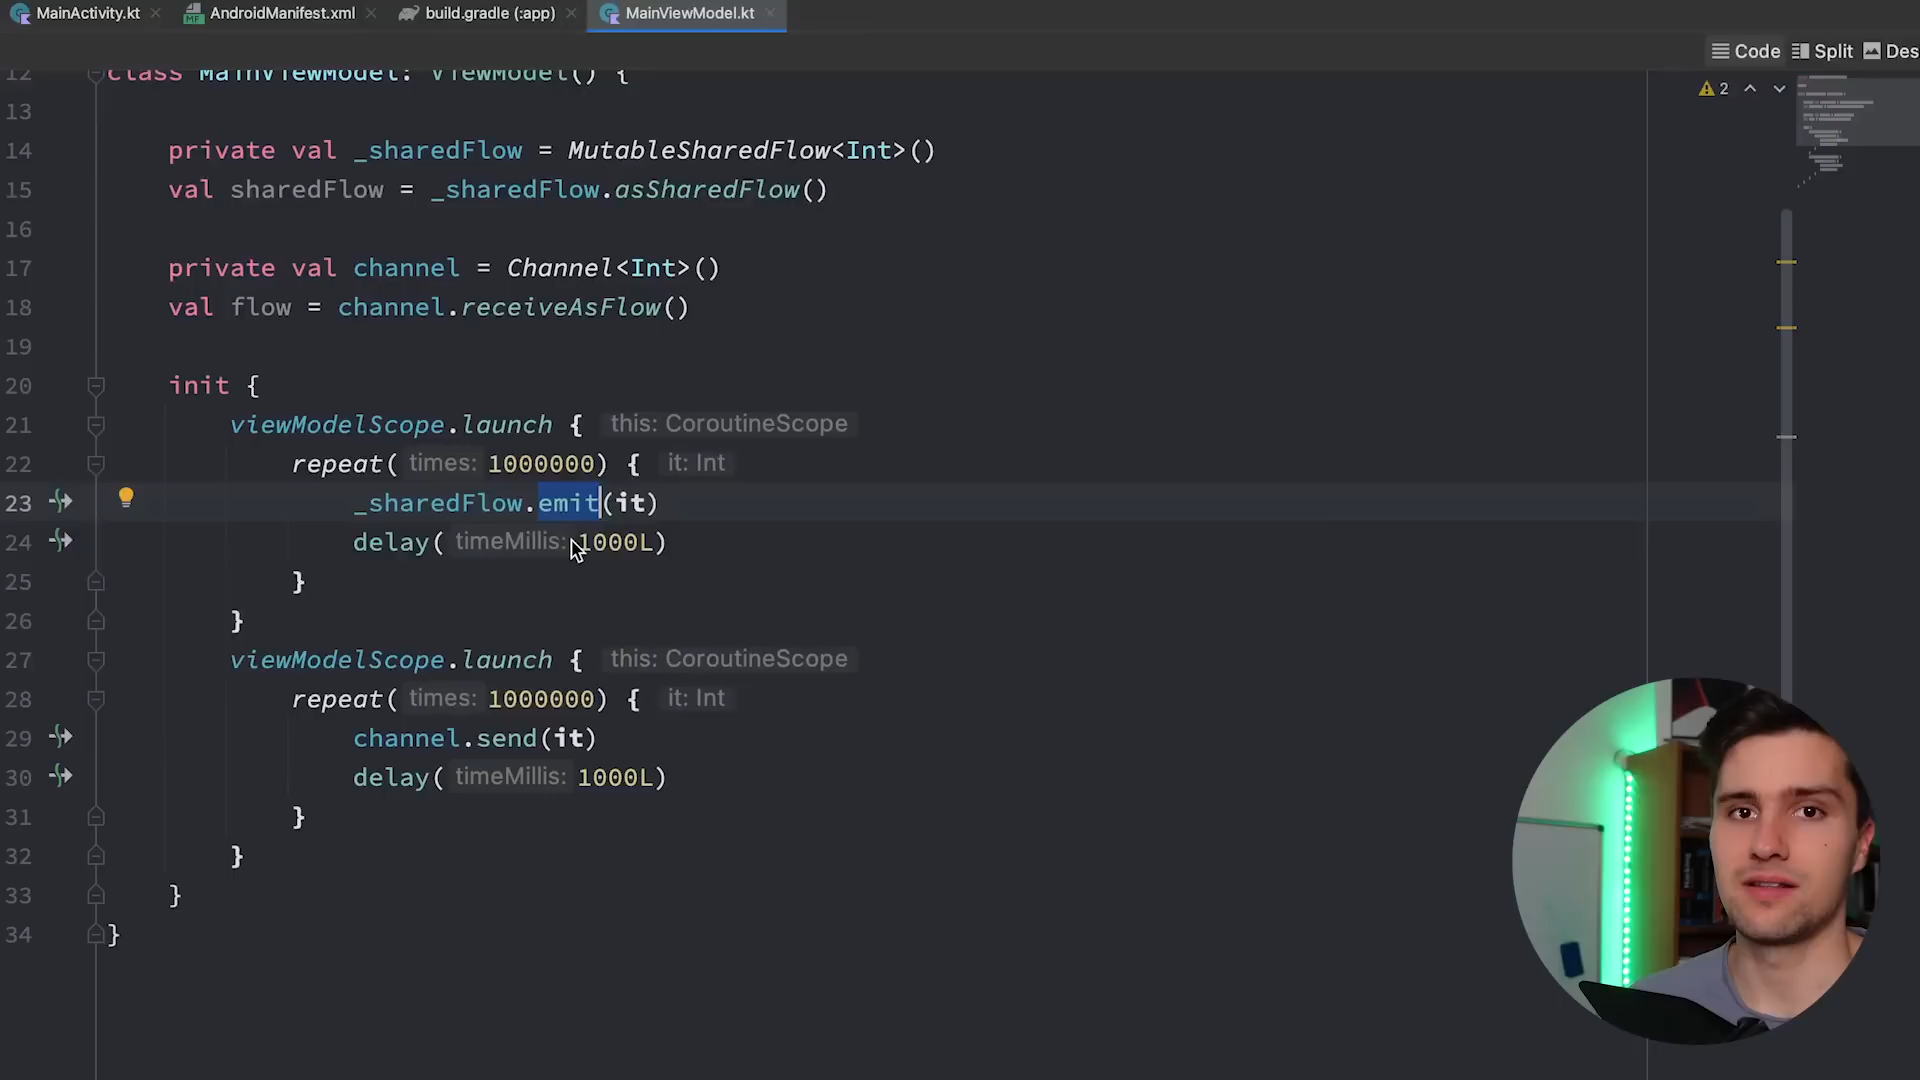 MainActivity.kt AndroidManifest.xml build.gradle (:app) MainViewModel.kt
Code Split Des
12 class MainViewModel: ViewModel() {
2
13
14 private val _sharedFlow = MutableSharedFlow<Int>()
15 val sharedFlow = _sharedFlow.asSharedFlow()
16
17 private val channel = Channel<Int>()
18 val flow = channel.receiveAsFlow()
19
20 init {
21 viewModelScope.launch { this: CoroutineScope
22 repeat( times: 1000000) { it: Int
23 _sharedFlow.emit(it)
24 delay( timeMillis: 1000L)
25 }
26 }
27 viewModelScope.launch { this: CoroutineScope
28 repeat( times: 1000000) { it: Int
29 channel.send(it)
30 delay( timeMillis: 1000L)
31 }
32 }
33 }
34 }